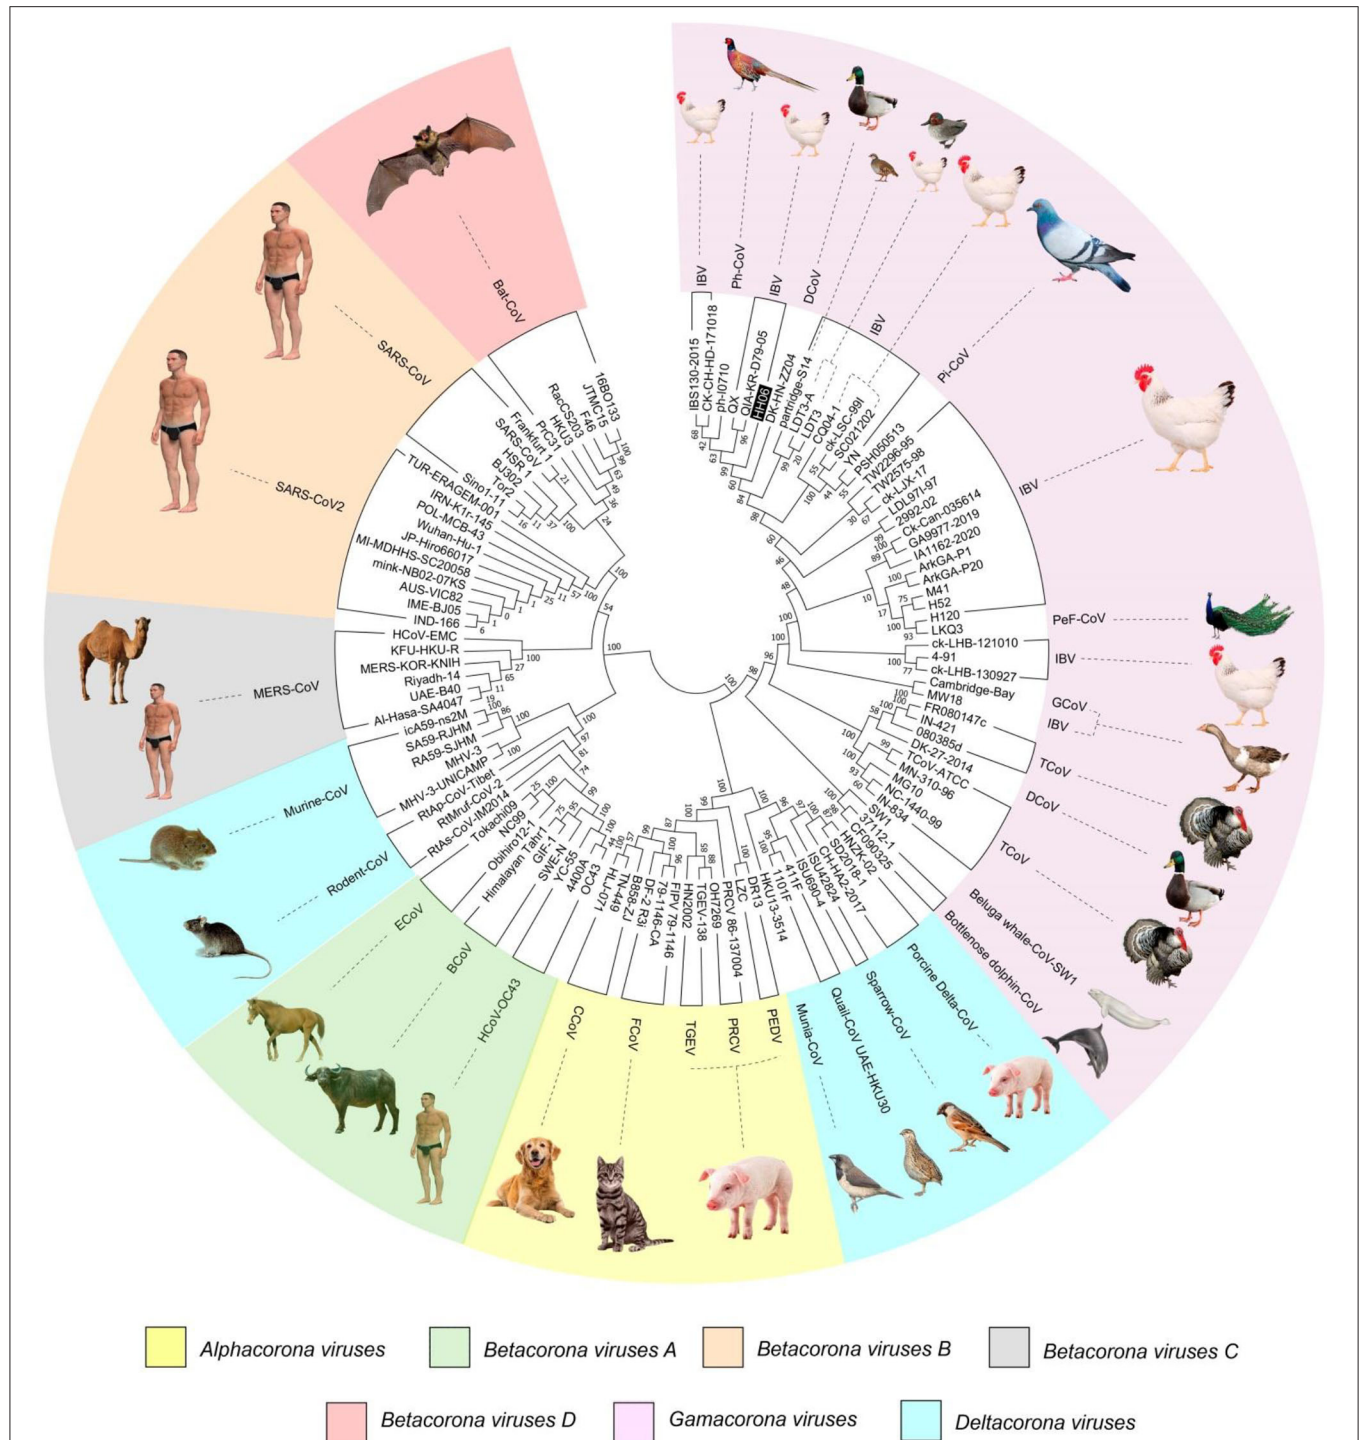 Bat-CoV
SARS-CoV
SARS-CoV2
MERS-CoV
Murine-CoV
Rodent-CoV
ECoV
BCoV
HCoV-OC43
CCoV
FCoV
TGEV
PRCV
PEDV
Munia-CoV
Quail-CoV UAE-HKU30
Sparrow-CoV
Porcine Delta-CoV
Bottlenose dolphin-CoV
Beluga whale-CoV-SW1
TCoV
DCoV
TCoV
IBV
GCoV
IBV
PeF-CoV
IBV
Pi-CoV
IBV
DCoV
IBV
Ph-CoV
IBV
IBS130-2015
CK-CH-HD-171018
ph-I0710
QX
QIA-KR-D79-05
HH06
DK-HN-ZZ04
partridge-S14
LDT3-A
LDT3
CQ04-1
ck-LSC-99I
SC021202
YN
PSH050513
TW2296-95
TW2575-98
ck-LJX-17
LDL97I-97
2992-02
Ck-Can-035614
GA9977-2019
IA1162-2020
ArkGA-P1
ArkGA-P20
M41
H52
H120
LKQ3
ck-LHB-121010
4-91
ck-LHB-130927
Cambridge-Bay
MW18
FR080147c
IN-421
080385d
DK-27-2014
TCoV-ATCC
MN-310-96
MG10
NC-1440-99
IN-834
SW1
37112-1
CF090325
HNZK-02
SD2018-1
CH-HA2-2017
ISU42824
ISU690-4
411F
1101F
HKU13-3514
DR13
LZC
PRCV 86-137004
DH7269
TGEV-138
HN2002
FIPV 79-1146
79-1146-CA
DF-2 R3i
B858-ZJ
TN-449
HLJ-071
OC43
4400A
YC-55
SWE-N
GIF-1
Himalayan Tahr1
Obihiro12-1
NC99
Tokachi09
RtAs-CoV-IM2014
RtMruf-CoV-2
RtAp-CoV-Tibet
MHV-3-UNICAMP
MHV-3
RA59-SJHM
SA59-RJHM
icA59-ns2M
Al-Hasa-SA4047
UAE-B40
Riyadh-14
MERS-KOR-KNIH
KFU-HKU-R
HCoV-EMC
IND-166
IME-BJ05
AUS-VIC82
mink-NB02-07KS
MI-MDHHS-SC20058
JP-Hiro66017
Wuhan-Hu-1
POL-MCB-43
IRN-K1r-145
TUR-ERAGEM-001
Sino1-11
Tor2
BJ302
HSR 1
SARS-CoV
Frankfurt 1
PrC31
HKU3
RacCS203
F46
JTMC15
16BO133
Alphacorona viruses
Betacorona viruses A
Betacorona viruses B
Betacorona viruses C
Betacorona viruses D
Gamacorona viruses
Deltacorona viruses